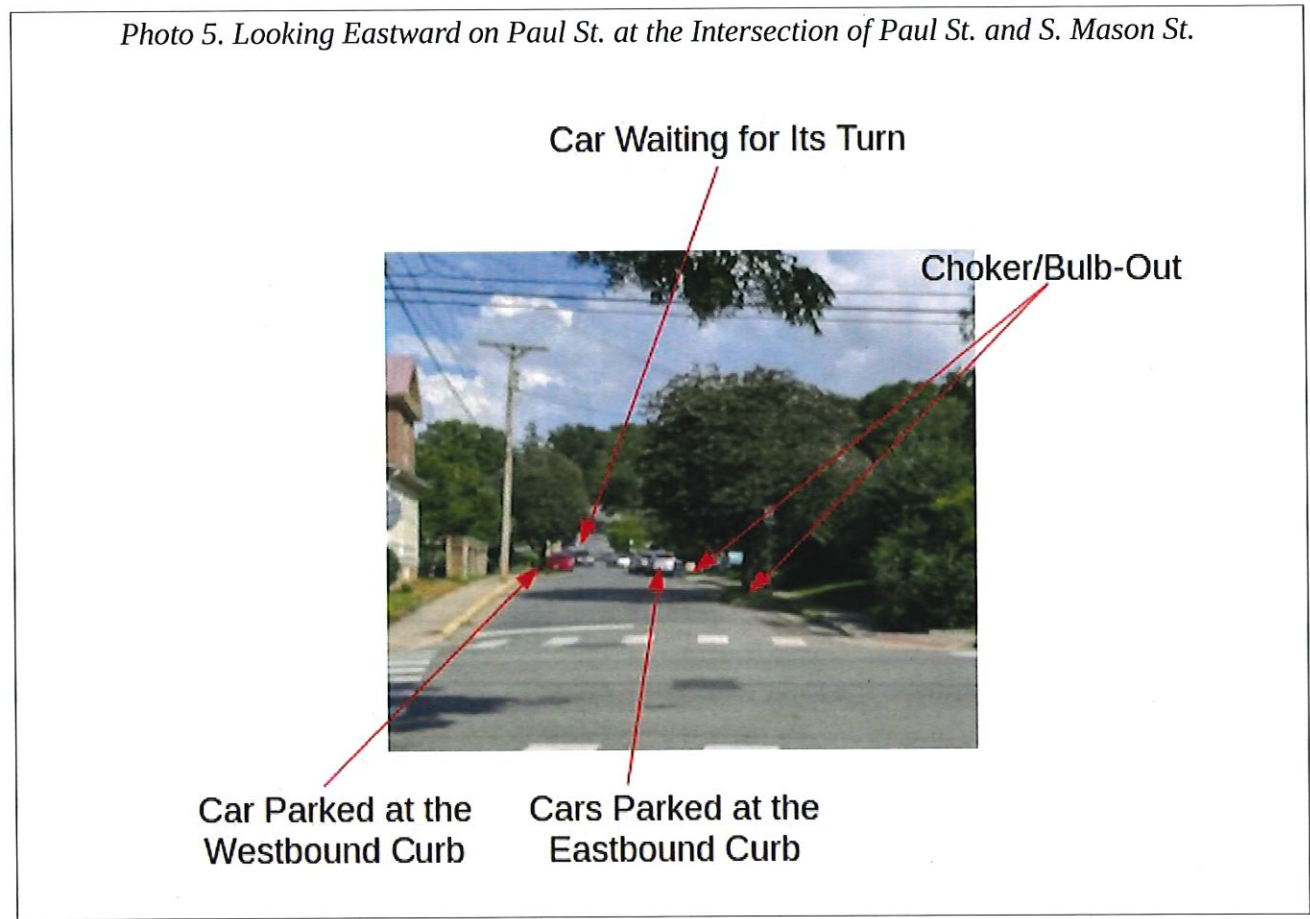 Photo 5. Looking Eastward on Paul St. at the Intersection of Paul St. and S. Mason St.
Car Waiting for Its Turn
Choker/Bulb-Out
Car Parked at the
Westbound Curb
Cars Parked at the
Eastbound Curb